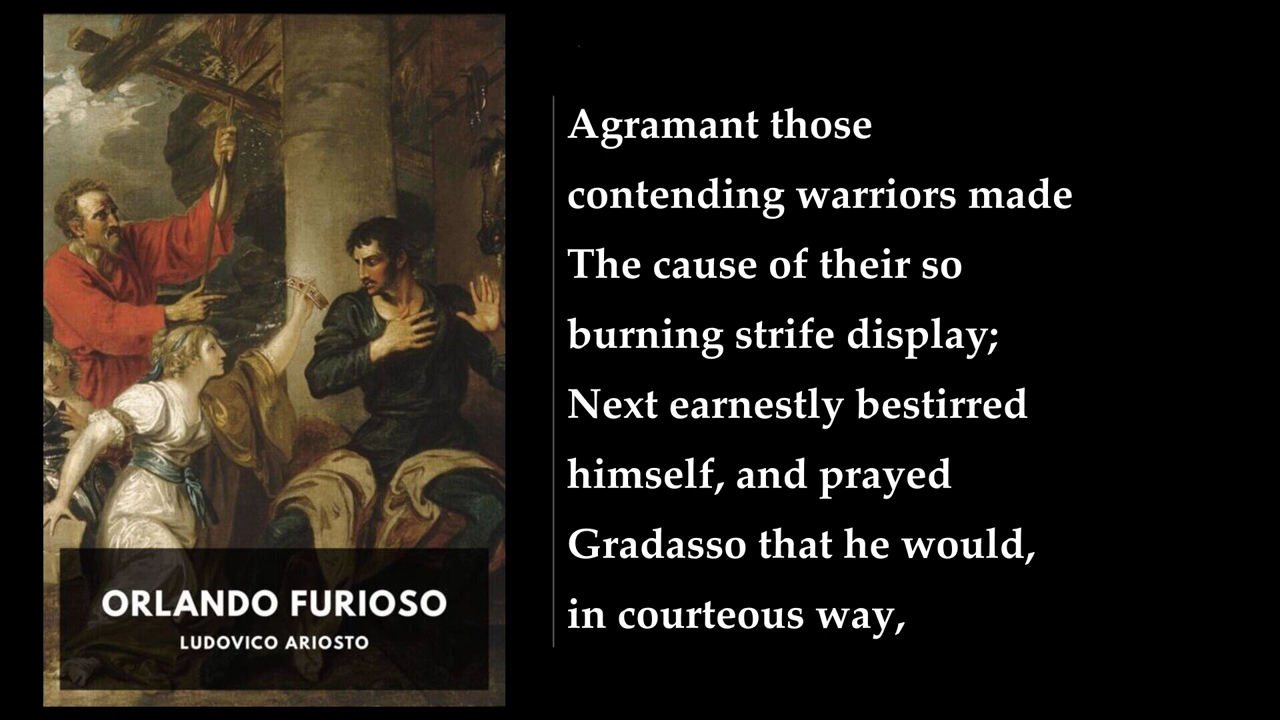 Agramant those
contending warriors made
The cause of their so
burning strife display;
Next earnestly bestirred
himself, and prayed
Gradasso that he would,
in courteous way,
ORLANDO FURIOSO
LUDOVICO ARIOSTO